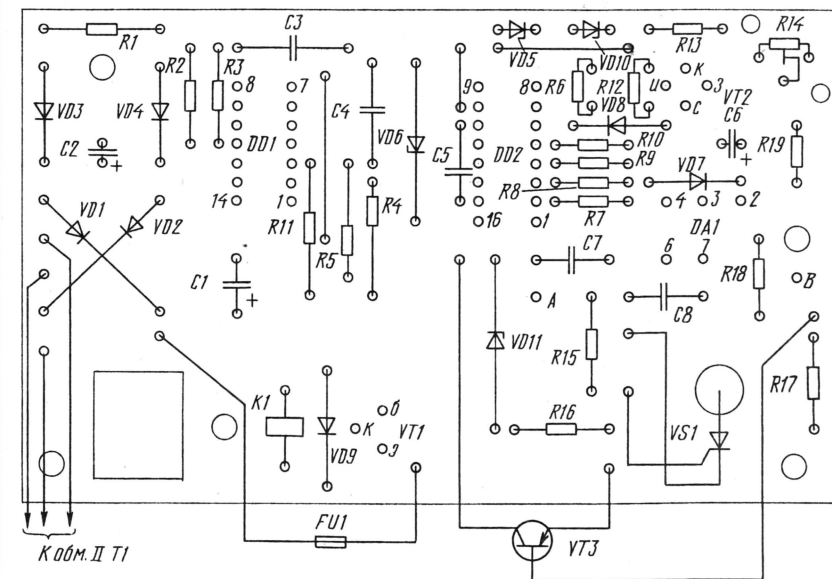 R1
C3
VD5
VD10
R13
R14
R2
R3
8
7
9
8
R6
R12
И
К
З
С
VT2
VD3
VD4
C4
VD6
VD8
C6
+
C2
+
DD1
C5
DD2
R10
R9
R8
R7
VD7
R19
14
1
R11
R4
16
1
4
3
2
DA1
VD1
VD2
R5
C7
6
7
C1
+
A
C8
R18
B
VD11
R15
R17
K1
VD9
б
К
Э
VT1
R16
VS1
FU1
VT3
К обм. II T1